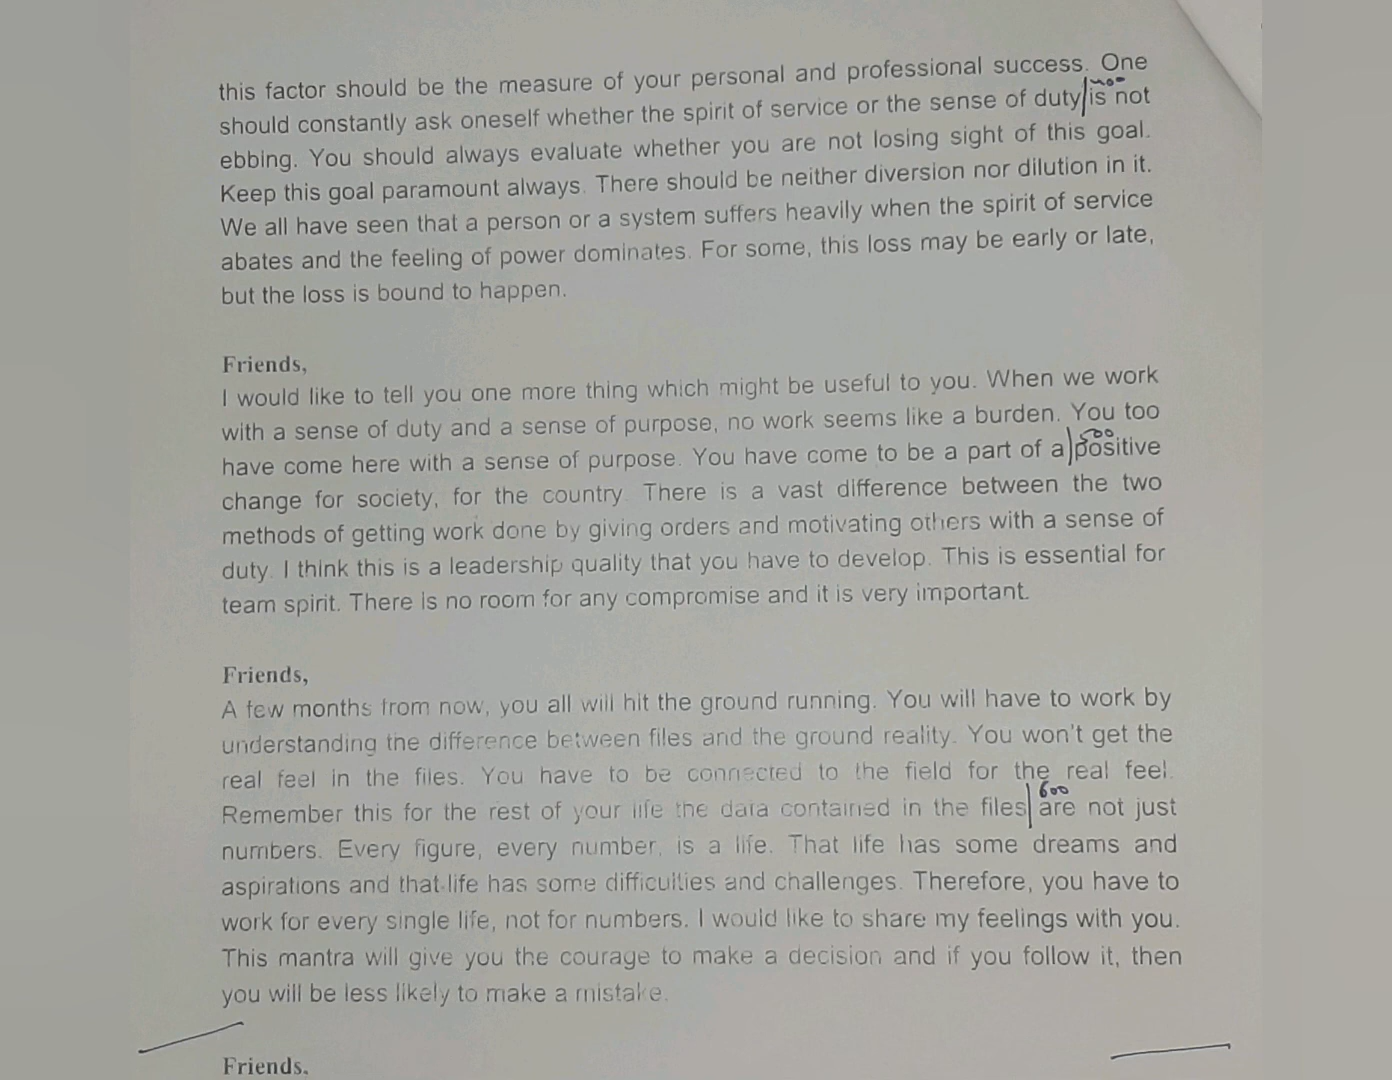 this factor should be the measure of your personal and professional success. One
400
should constantly ask oneself whether the spirit of service or the sense of duty is not
ebbing. You should always evaluate whether you are not losing sight of this goal.
Keep this goal paramount always. There should be neither diversion nor dilution in it.
We all have seen that a person or a system suffers heavily when the spirit of service
abates and the feeling of power dominates. For some, this loss may be early or late,
but the loss is bound to happen.
Friends,
I would like to tell you one more thing which might be useful to you. When we work
with a sense of duty and a sense of purpose, no work seems like a burden. You too
500
have come here with a sense of purpose. You have come to be a part of a positive
change for society, for the country. There is a vast difference between the two
methods of getting work done by giving orders and motivating others with a sense of
duty. I think this is a leadership quality that you have to develop. This is essential for
team spirit. There is no room for any compromise and it is very important.
Friends,
A few months from now, you all will hit the ground running. You will have to work by
understanding the difference between files and the ground reality. You won't get the
real feel in the files. You have to be connected to the field for the real feel.
600
Remember this for the rest of your life the data contained in the files are not just
numbers. Every figure, every number, is a life. That life has some dreams and
aspirations and that life has some difficulties and challenges. Therefore, you have to
work for every single life, not for numbers. I would like to share my feelings with you.
This mantra will give you the courage to make a decision and if you follow it, then
you will be less likely to make a mistake.
Friends,